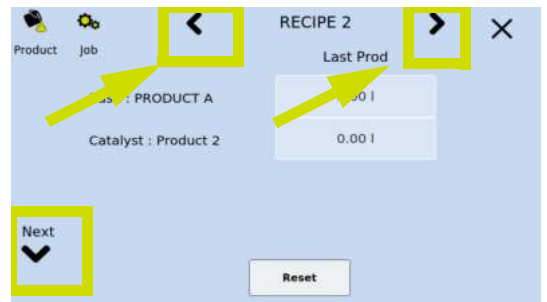 RECIPE 2
Product Job
Last Prod
: PRODUCT A
Catalyst : Product 2 0.00 l
Next
Reset